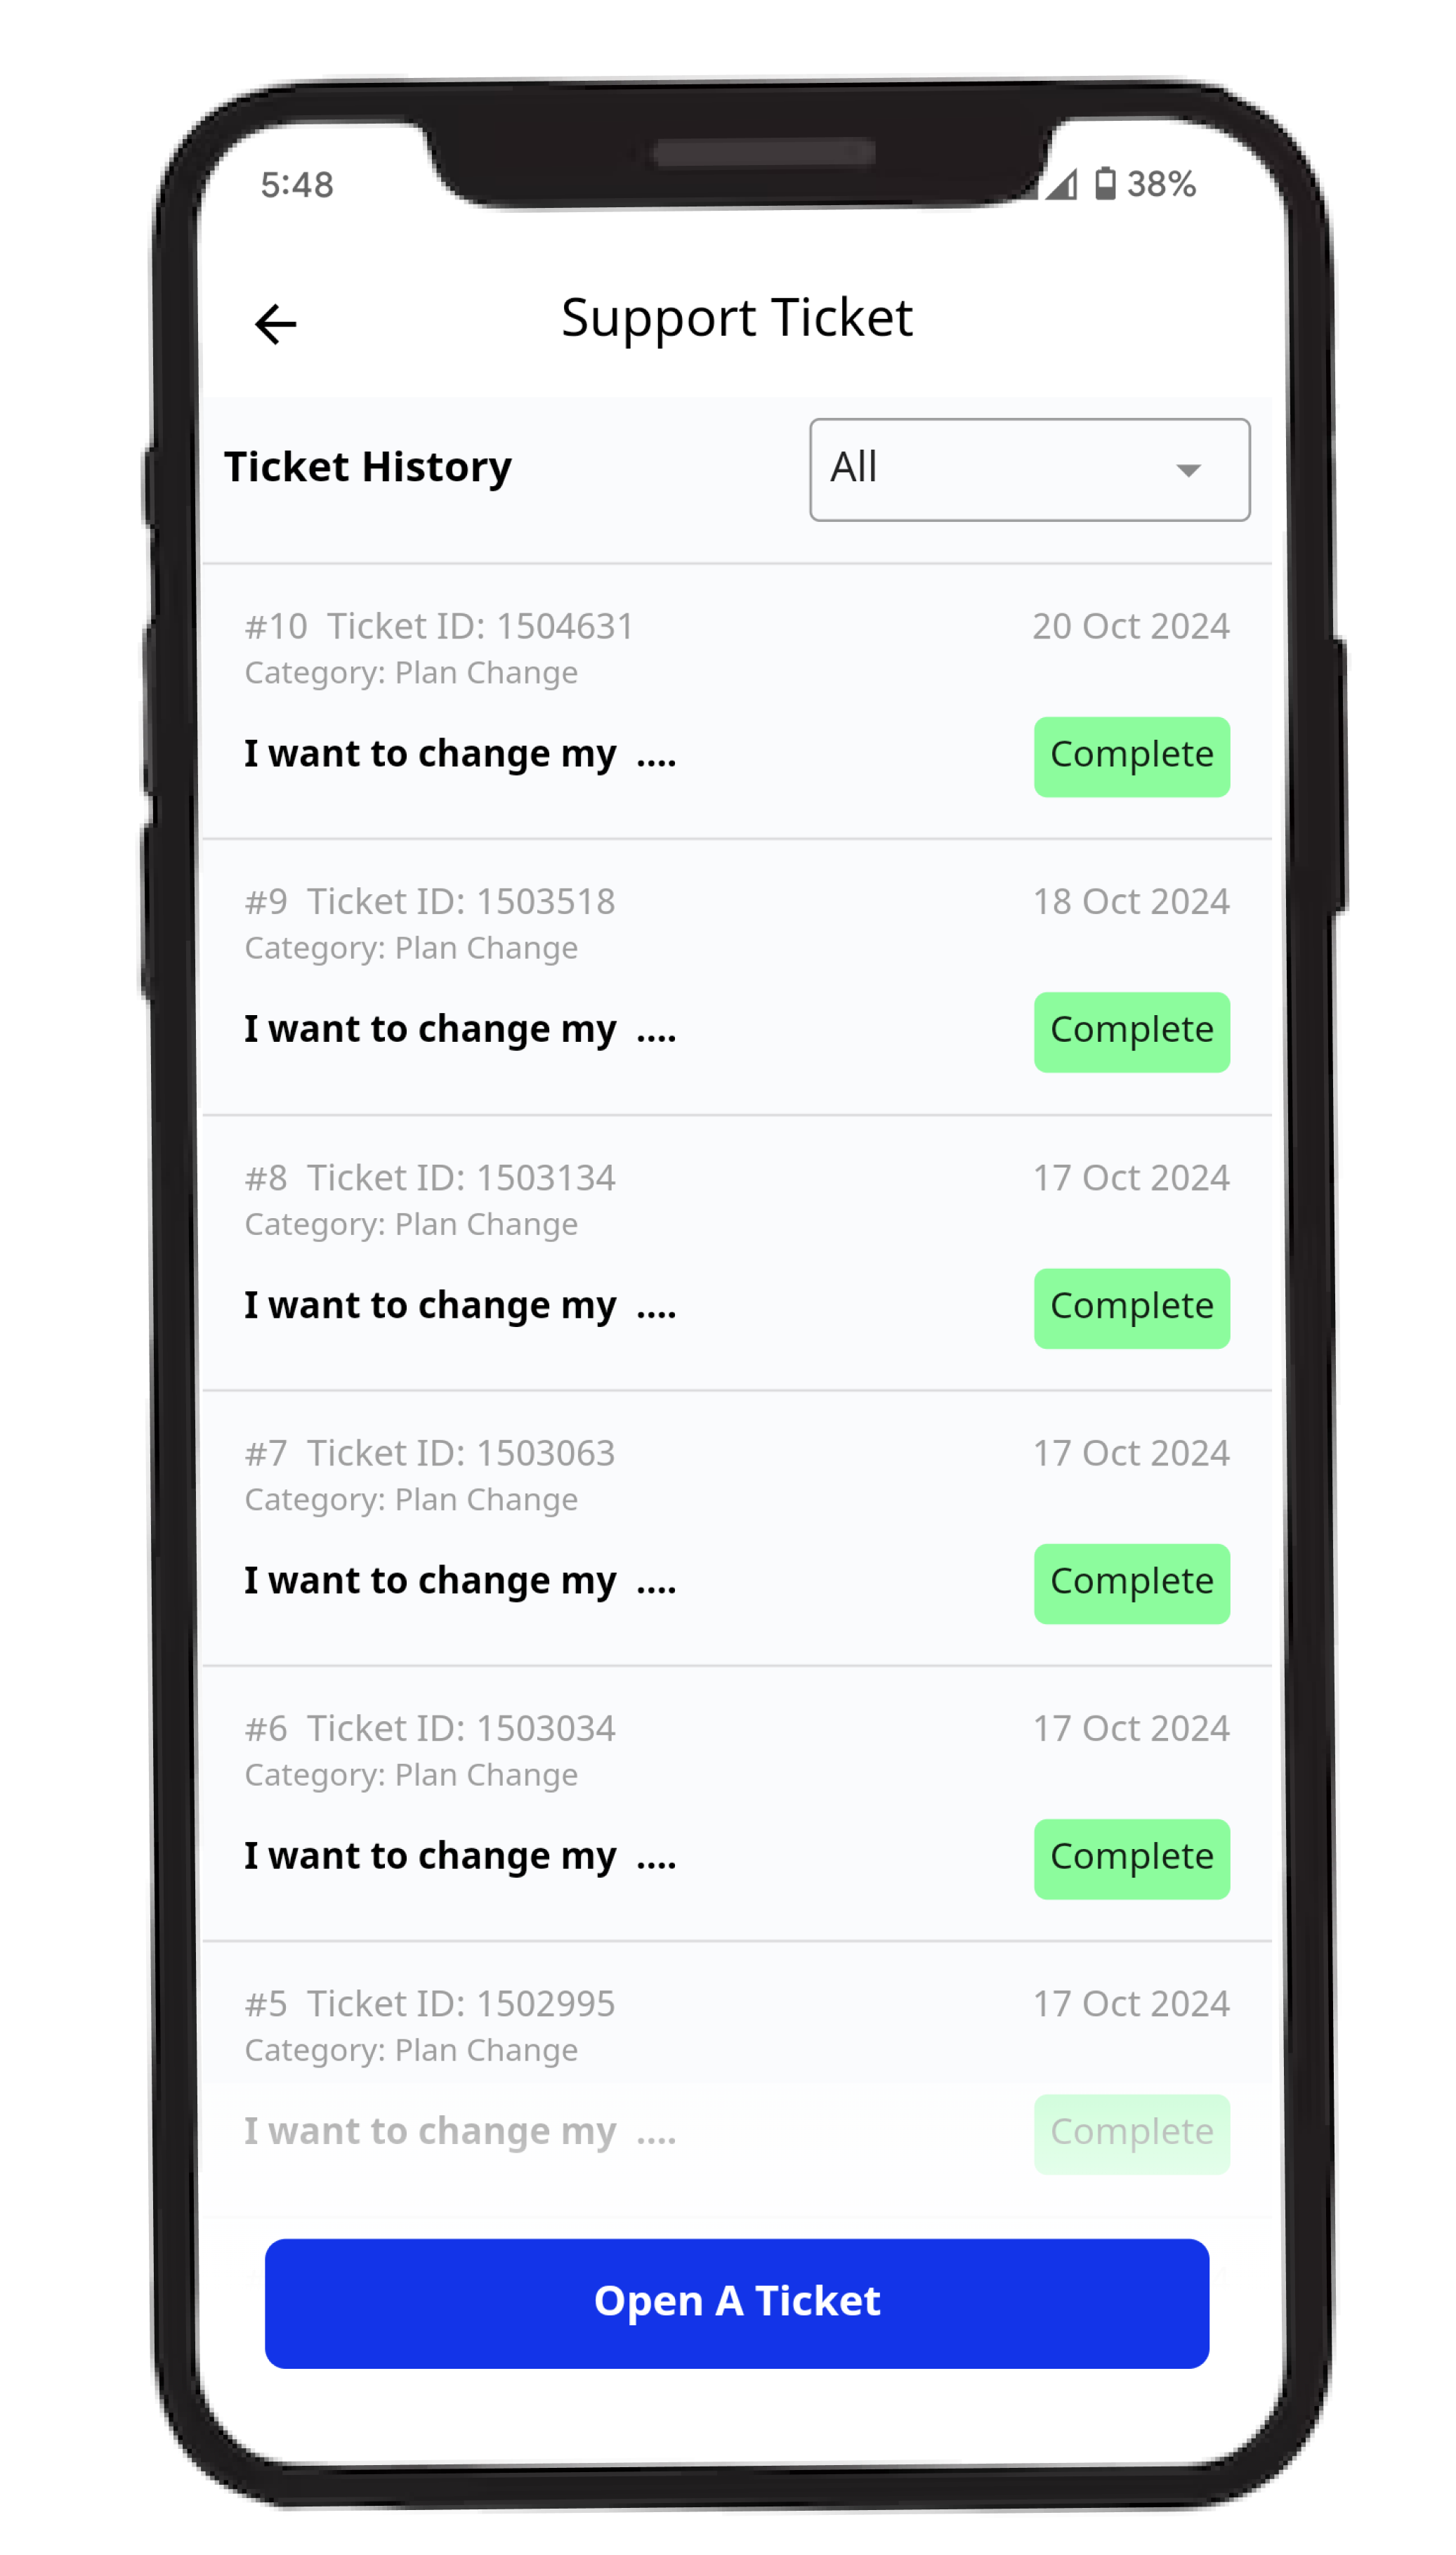 5:48
38%
Support Ticket
Ticket History
All
#10 Ticket ID: 1504631
20 Oct 2024
Category: Plan Change
I want to change my ....
Complete
#9 Ticket ID: 1503518
18 Oct 2024
Category: Plan Change
I want to change my ....
Complete
#8 Ticket ID: 1503134
17 Oct 2024
Category: Plan Change
I want to change my ....
Complete
#7 Ticket ID: 1503063
17 Oct 2024
Category: Plan Change
I want to change my ....
Complete
#6 Ticket ID: 1503034
17 Oct 2024
Category: Plan Change
I want to change my ....
Complete
#5 Ticket ID: 1502995
17 Oct 2024
Category: Plan Change
I want to change my ....
Complete
Open A Ticket